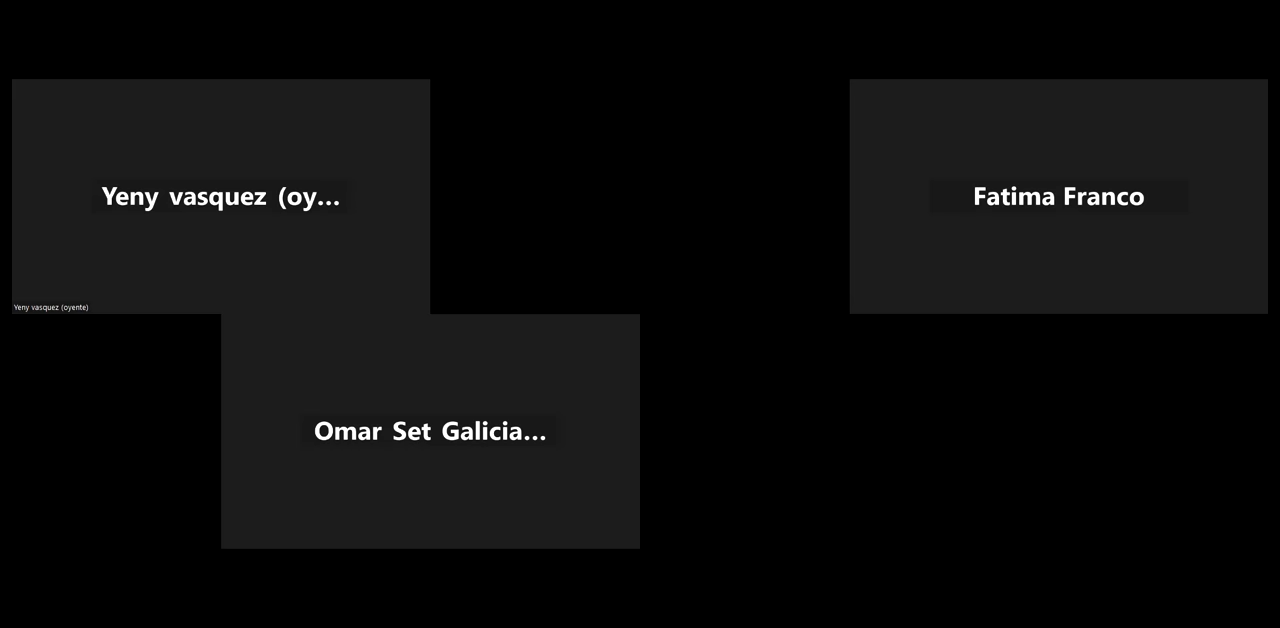 Yeny vasquez (oy...
Fatima Franco
Yeny vasquez (oyente)
Omar Set Galicia...